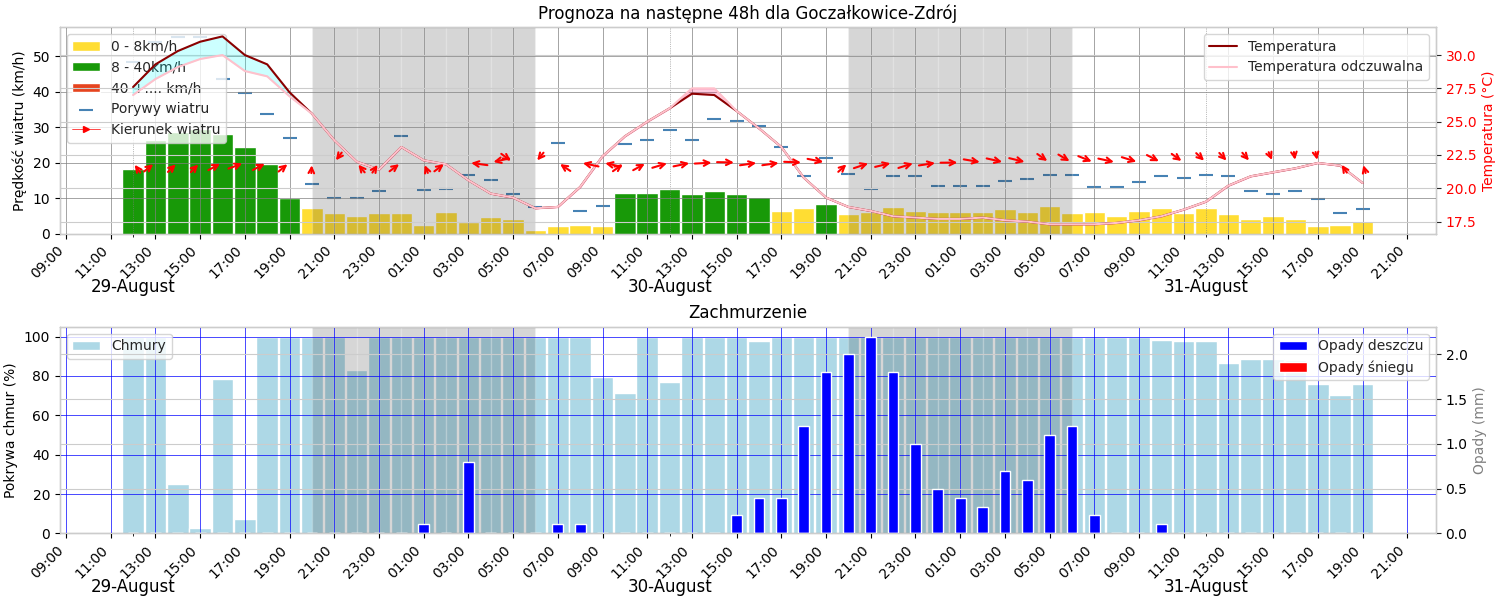 Prognoza na następne 48h dla Goczałkowice-Zdrój
Prędkość wiatru (km/h)
50
40
30
20
10
0
0 - 8km/h
8 - 40km/h
40 - .... km/h
Porywy wiatru
Kierunek wiatru
Temperatura
Temperatura odczuwalna
30.0
27.5
25.0
22.5
20.0
17.5
Temperatura (°C)
09:00 11:00 13:00 15:00 17:00 19:00 21:00 23:00 01:00 03:00 05:00 07:00 09:00 11:00 13:00 15:00 17:00 19:00 21:00 23:00 01:00 03:00 05:00 07:00 09:00 11:00 13:00 15:00 17:00 19:00 21:00
29-August 30-August 31-August
Zachmurzenie
Pokrywa chmur (%)
100
80
60
40
20
0
Chmury
Opady deszczu
Opady śniegu
2.0
1.5
1.0
0.5
0.0
Opady (mm)
09:00 11:00 13:00 15:00 17:00 19:00 21:00 23:00 01:00 03:00 05:00 07:00 09:00 11:00 13:00 15:00 17:00 19:00 21:00 23:00 01:00 03:00 05:00 07:00 09:00 11:00 13:00 15:00 17:00 19:00 21:00
29-August 30-August 31-August